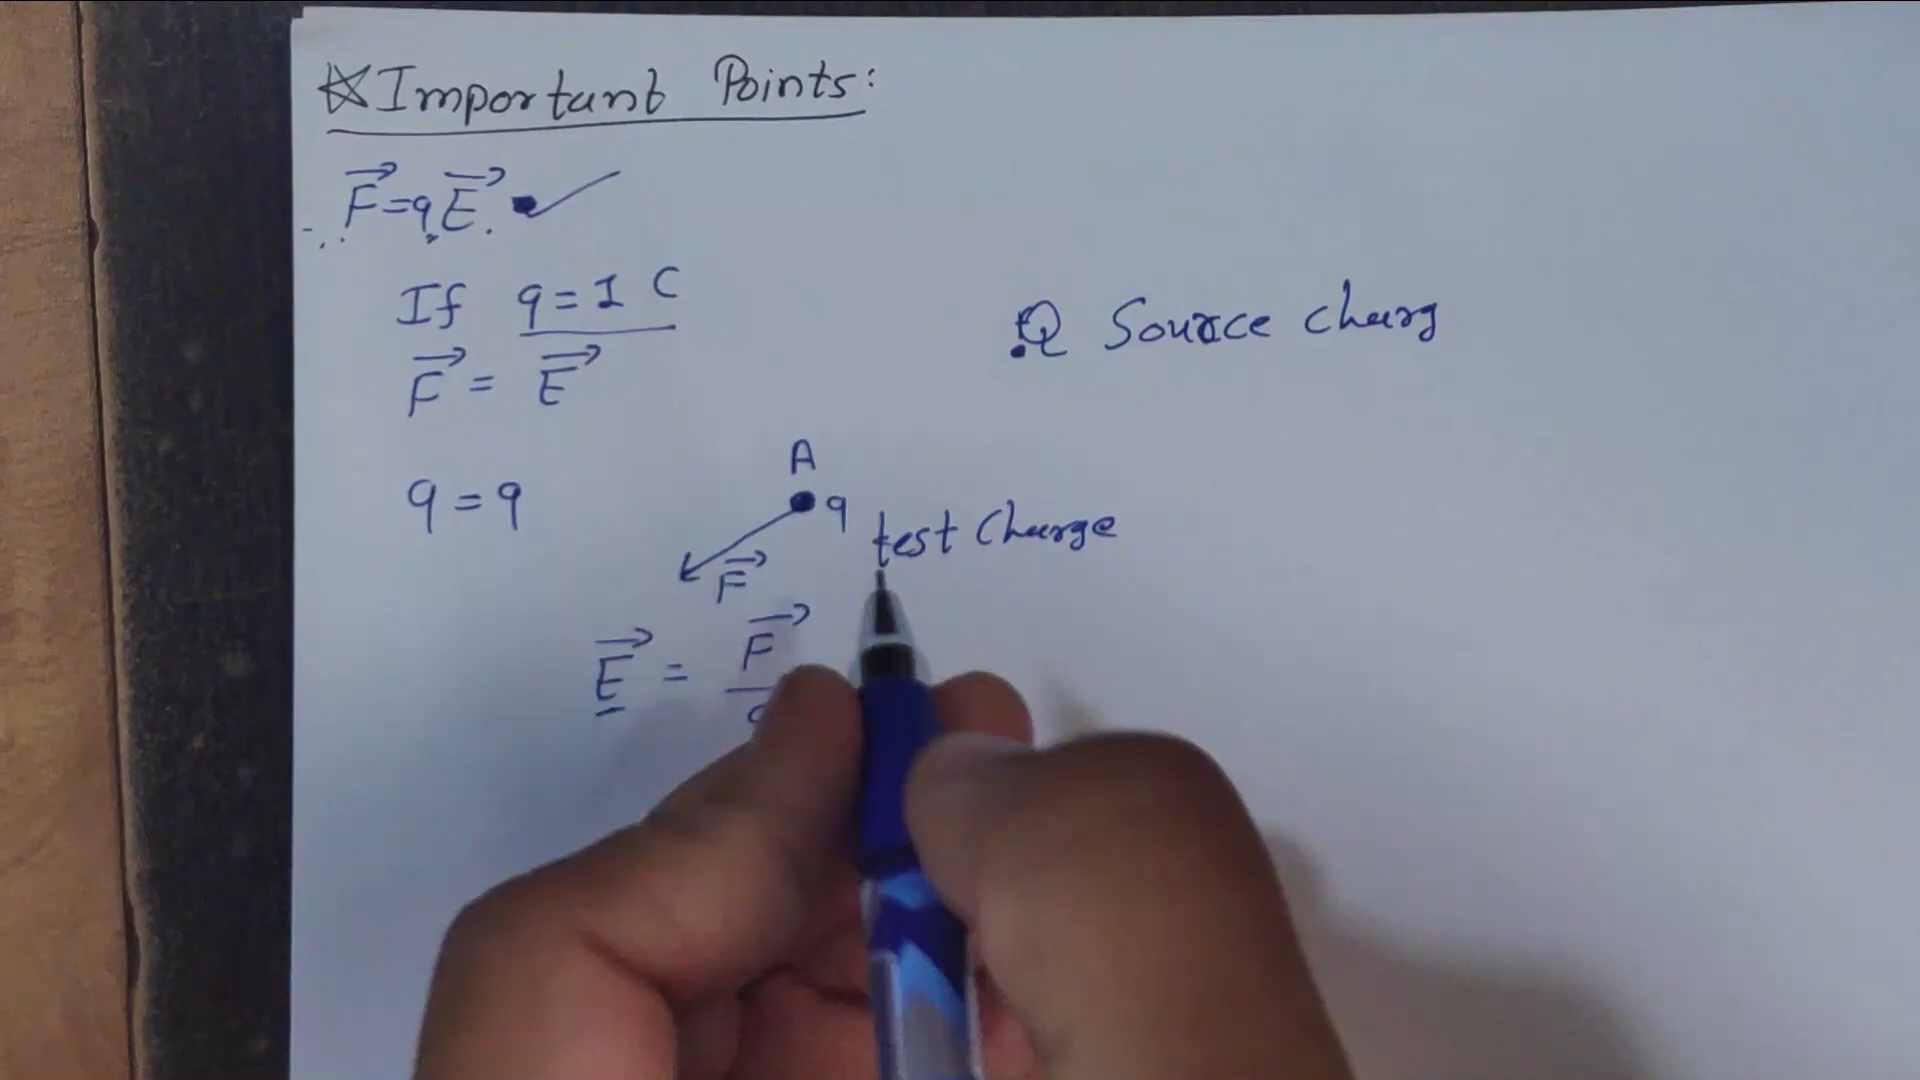 Important Points:
F=qE
If q=1 C
F = E
Q Source charg
A
q = q
q
test Charge
F
E = F